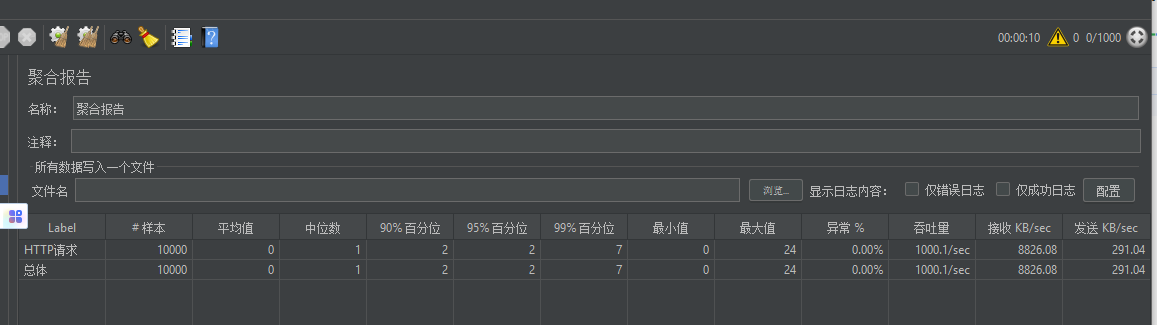 00:00:10 0 0/1000
聚合报告
名称： 聚合报告
注释：
所有数据写入一个文件
文件名 浏览... 显示日志内容： 仅错误日志 仅成功日志 配置
Label # 样本 平均值 中位数 90% 百分位 95% 百分位 99% 百分位 最小值 最大值 异常 % 吞吐量 接收 KB/sec 发送 KB/sec
HTTP请求 10000 0 1 2 2 7 0 24 0.00% 1000.1/sec 8826.08 291.04
总体 10000 0 1 2 2 7 0 24 0.00% 1000.1/sec 8826.08 291.04